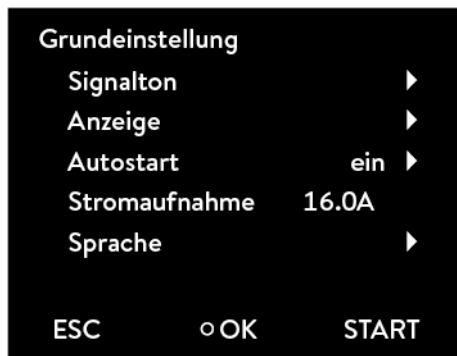 Grundeinstellung
Signalton
Anzeige
Autostart ein
Stromaufnahme 16.0A
Sprache
ESC OK START